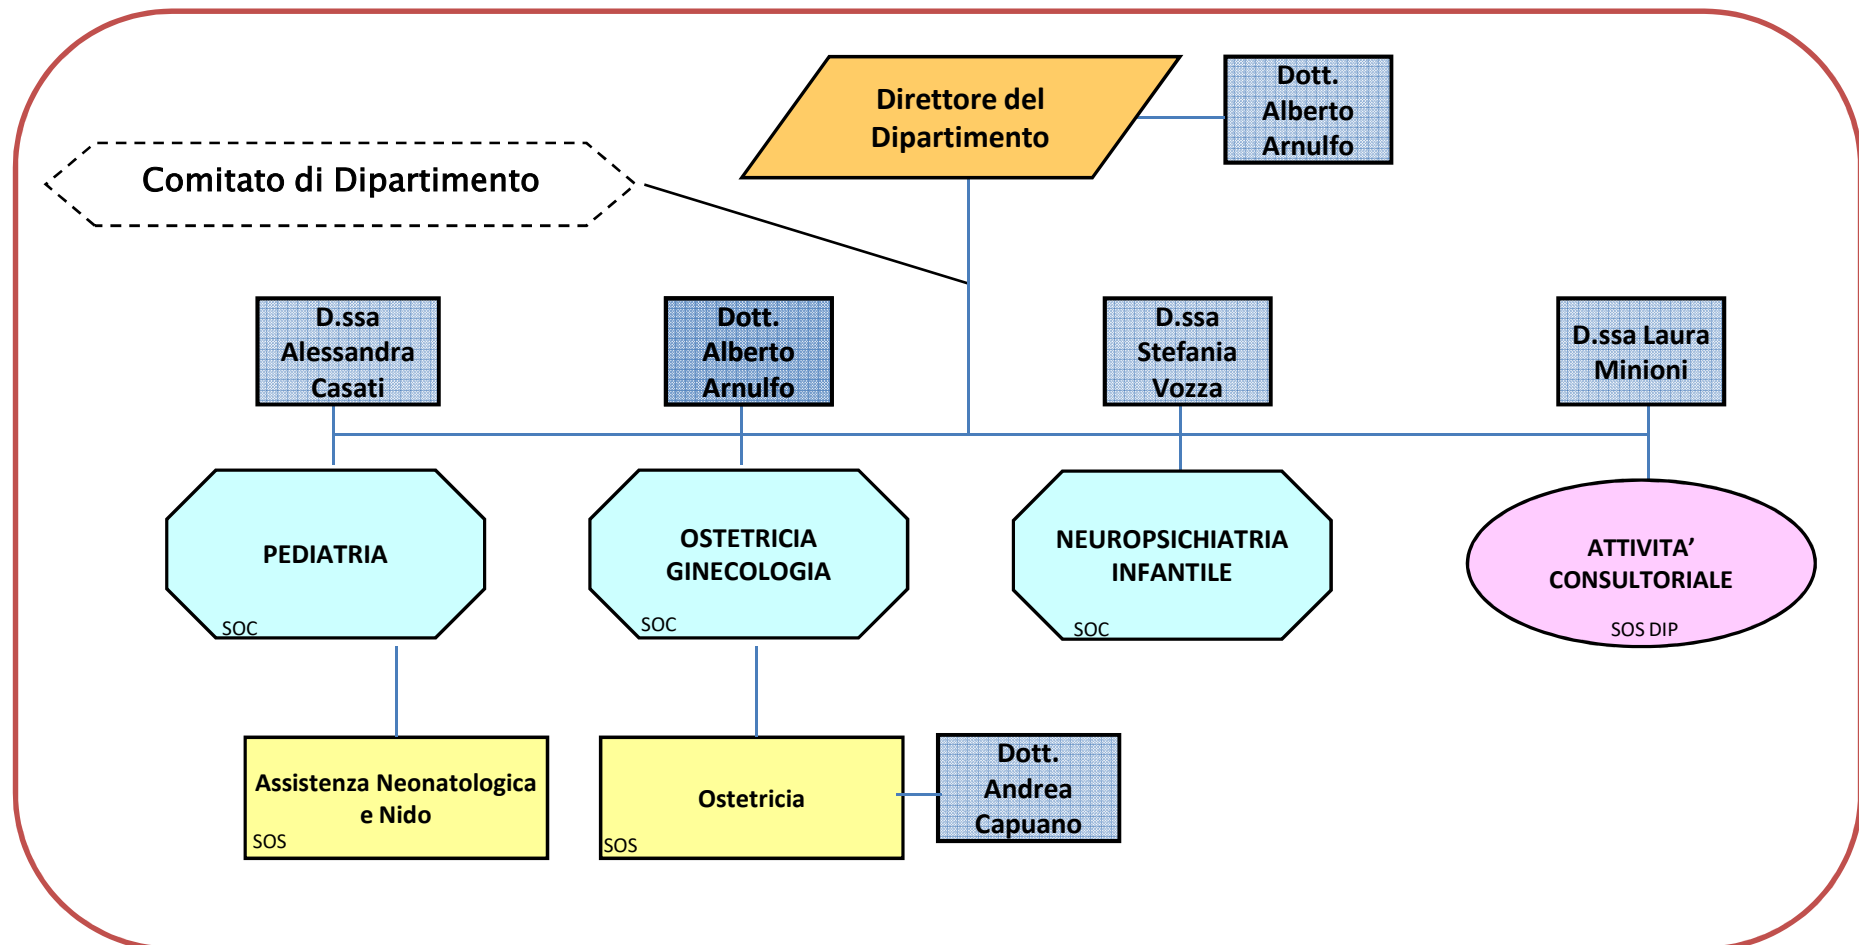 Direttore del
Dipartimento
Dott.
Alberto
Arnulfo
Comitato di Dipartimento
D.ssa
Alessandra
Casati
Dott.
Alberto
Arnulfo
D.ssa
Stefania
Vozza
D.ssa Laura
Minioni
PEDIATRIA
SOC
OSTETRICIA
GINECOLOGIA
SOC
NEUROPSICHIATRIA
INFANTILE
SOC
ATTIVITA’
CONSULTORIALE
SOS DIP
Assistenza Neonatologica
e Nido
SOS
Ostetricia
SOS
Dott.
Andrea
Capuano